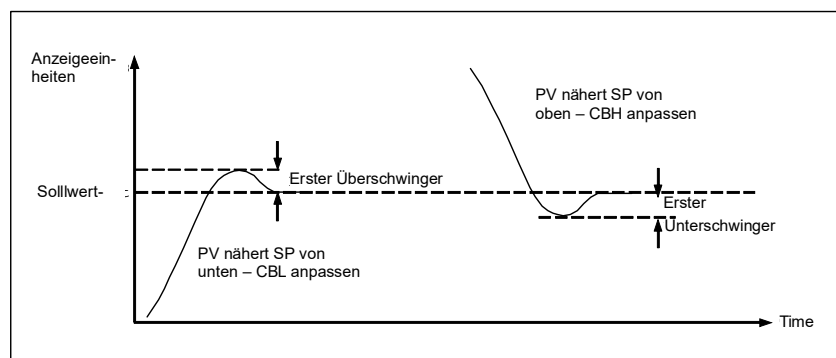 Anzeigeein-
heiten
PV nähert SP von
oben – CBH anpassen
Erster Überschwinger
Sollwert-
Erster
Unterschwinger
PV nähert SP von
unten – CBL anpassen
Time